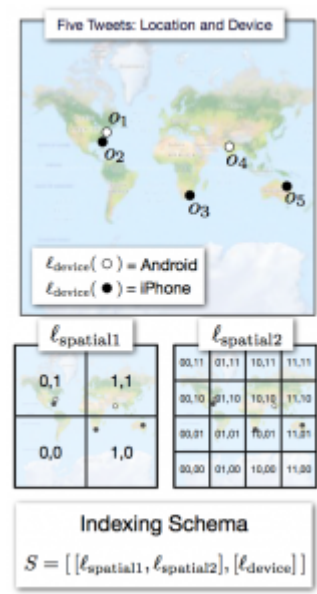 Five Tweets: Location and Device
o₁
o₂
o₄
o₃
o₅
ℓdevice( ○ ) = Android
ℓdevice( ● ) = iPhone
ℓspatial1 ℓspatial2
0,1 1,1
0,0 1,0
00,11 01,11 10,11 11,11
00,10 01,10 10,10 11,10
00,01 01,01 10,01 11,01
00,00 01,00 10,00 11,00
Indexing Schema
S = [ [ℓspatial1, ℓspatial2], [ℓdevice] ]